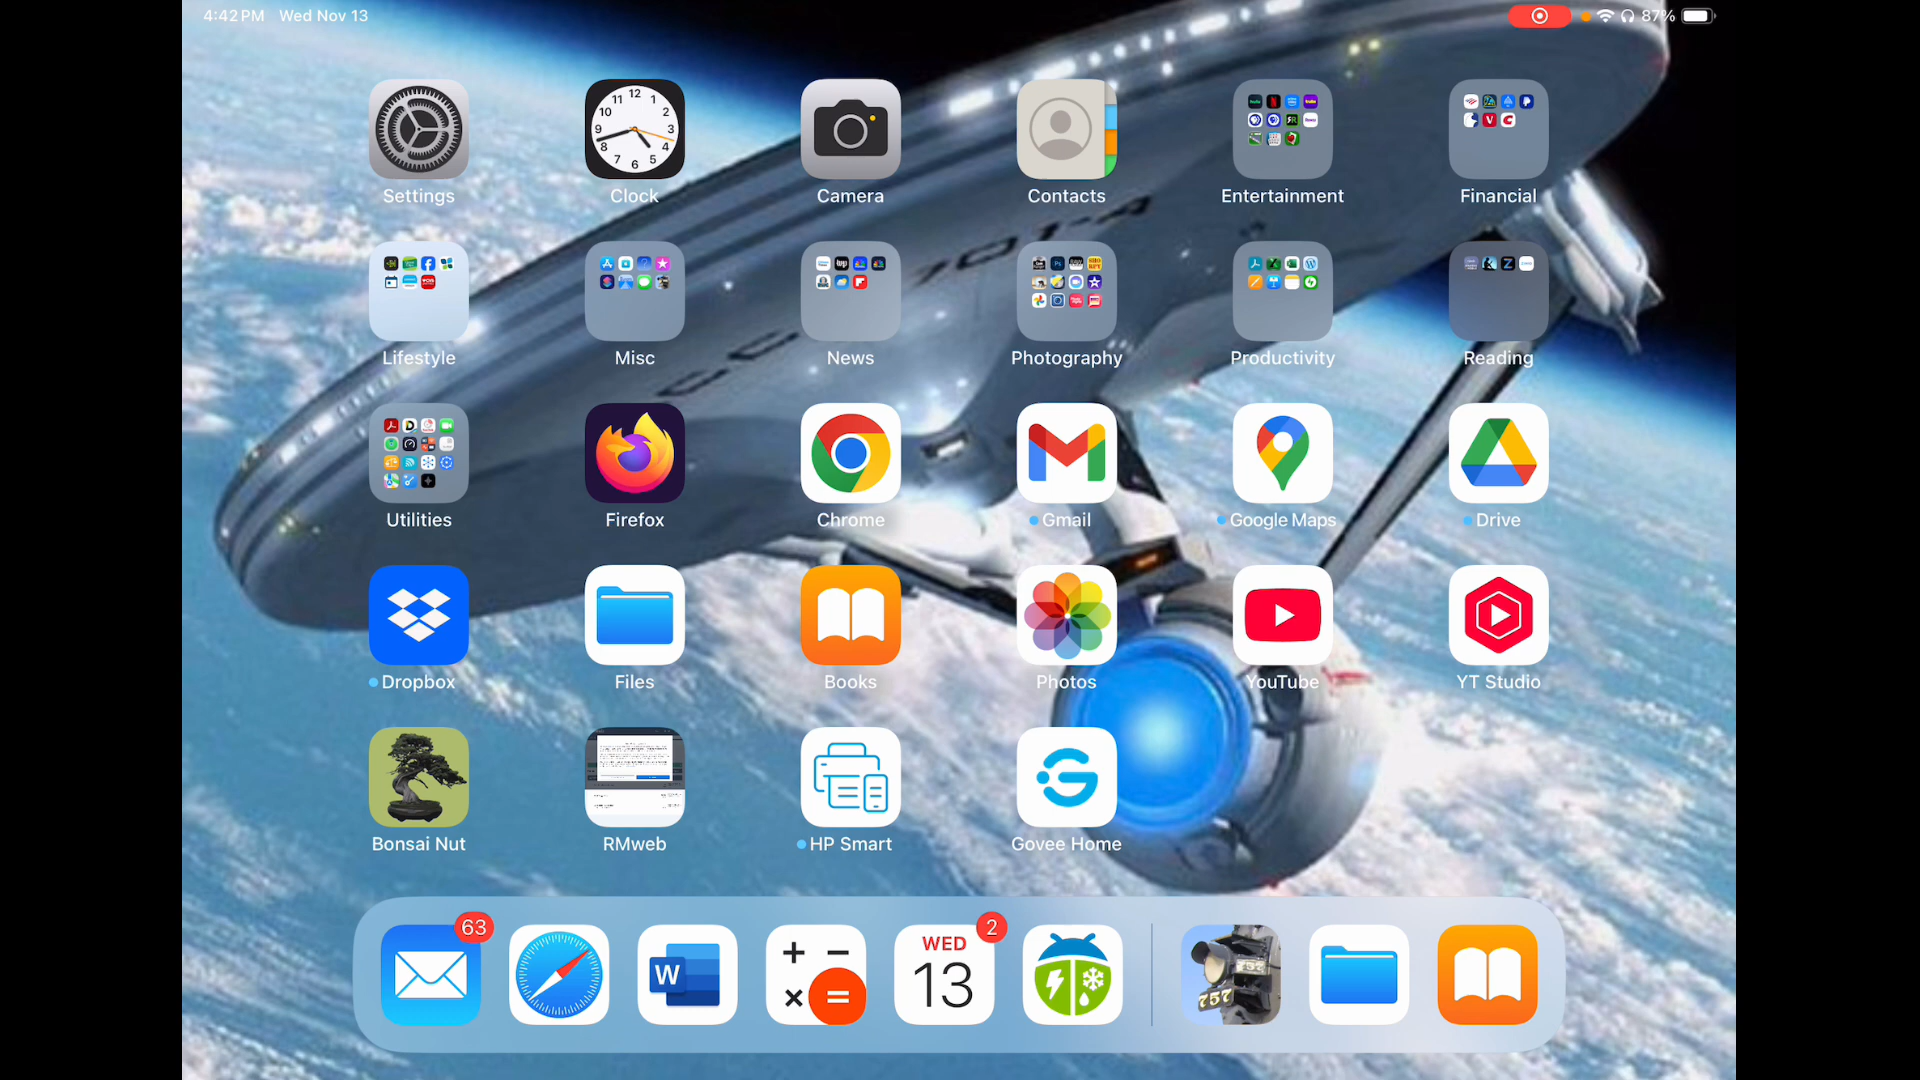 4:42 PM Wed Nov 13
87%
Settings
Clock
Camera
Contacts
Entertainment
Financial
Lifestyle
Misc
News
Photography
Productivity
Reading
Utilities
Firefox
Chrome
Gmail
Google Maps
Drive
Dropbox
Files
Books
Photos
YouTube
YT Studio
Bonsai Nut
RMweb
HP Smart
Govee Home
63
W
+ − × =
WED
13
2
757